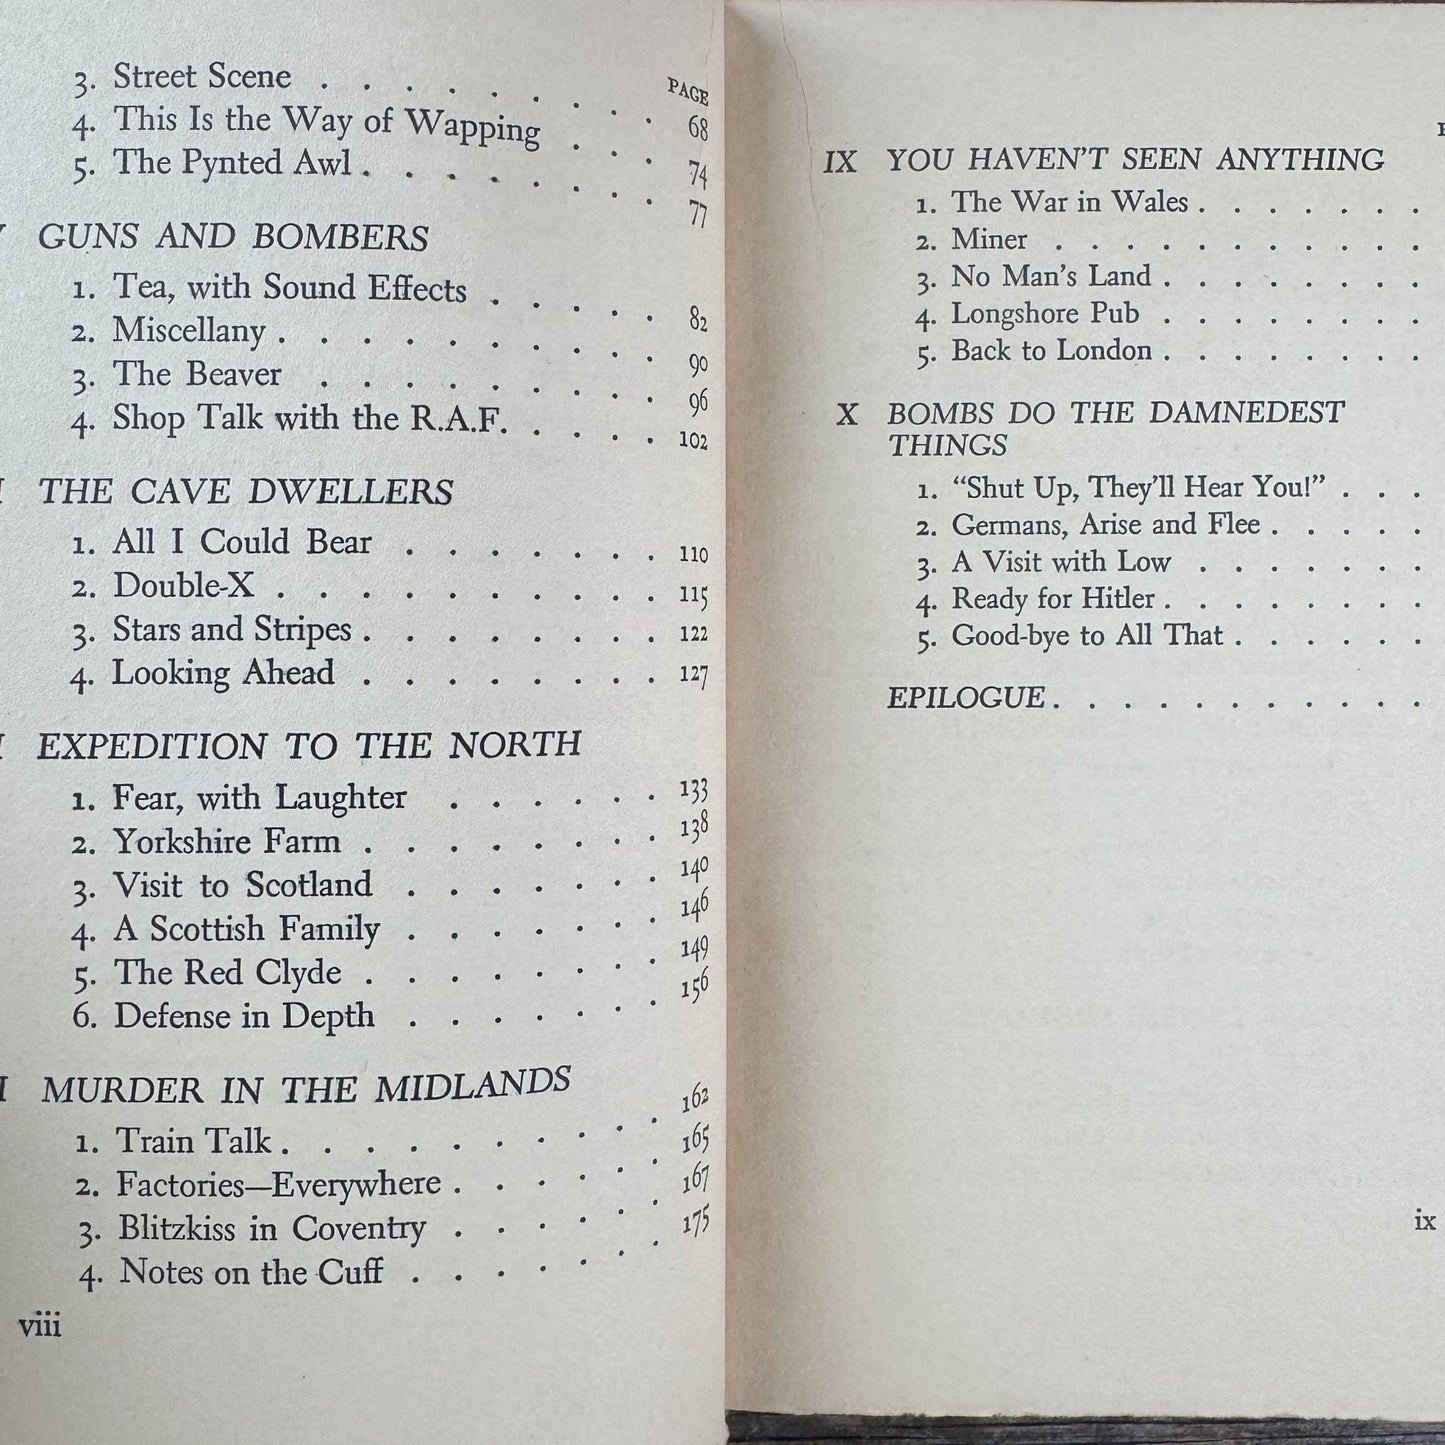 PAGE
3. Street Scene . . . . . . . . 68
4. This Is the Way of Wapping . . . 74
5. The Pynted Awl . . . . . . . . 77
GUNS AND BOMBERS
1. Tea, with Sound Effects . . . . . 82
2. Miscellany . . . . . . . . . . 90
3. The Beaver . . . . . . . . . 96
4. Shop Talk with the R.A.F. . . . . 102
THE CAVE DWELLERS
1. All I Could Bear . . . . . . . 110
2. Double-X . . . . . . . . . . 115
3. Stars and Stripes . . . . . . . . 122
4. Looking Ahead . . . . . . . . 127
EXPEDITION TO THE NORTH
1. Fear, with Laughter . . . . . . 133
2. Yorkshire Farm . . . . . . . . 138
3. Visit to Scotland . . . . . . . 140
4. A Scottish Family . . . . . . . 146
5. The Red Clyde . . . . . . . . 149
6. Defense in Depth . . . . . . . 156
MURDER IN THE MIDLANDS
1. Train Talk . . . . . . . . . . 162
2. Factories—Everywhere . . . . . . 165
3. Blitzkiss in Coventry . . . . . . 167
4. Notes on the Cuff . . . . . . . 175
viii
IX YOU HAVEN'T SEEN ANYTHING
1. The War in Wales . . . . . . .
2. Miner . . . . . . . . . . .
3. No Man's Land . . . . . . . .
4. Longshore Pub . . . . . . . .
5. Back to London . . . . . . . .
X BOMBS DO THE DAMNEDEST
THINGS
1. “Shut Up, They'll Hear You!” . . .
2. Germans, Arise and Flee . . . . .
3. A Visit with Low . . . . . . .
4. Ready for Hitler . . . . . . . .
5. Good-bye to All That . . . . . .
EPILOGUE . . . . . . . . . . .
ix